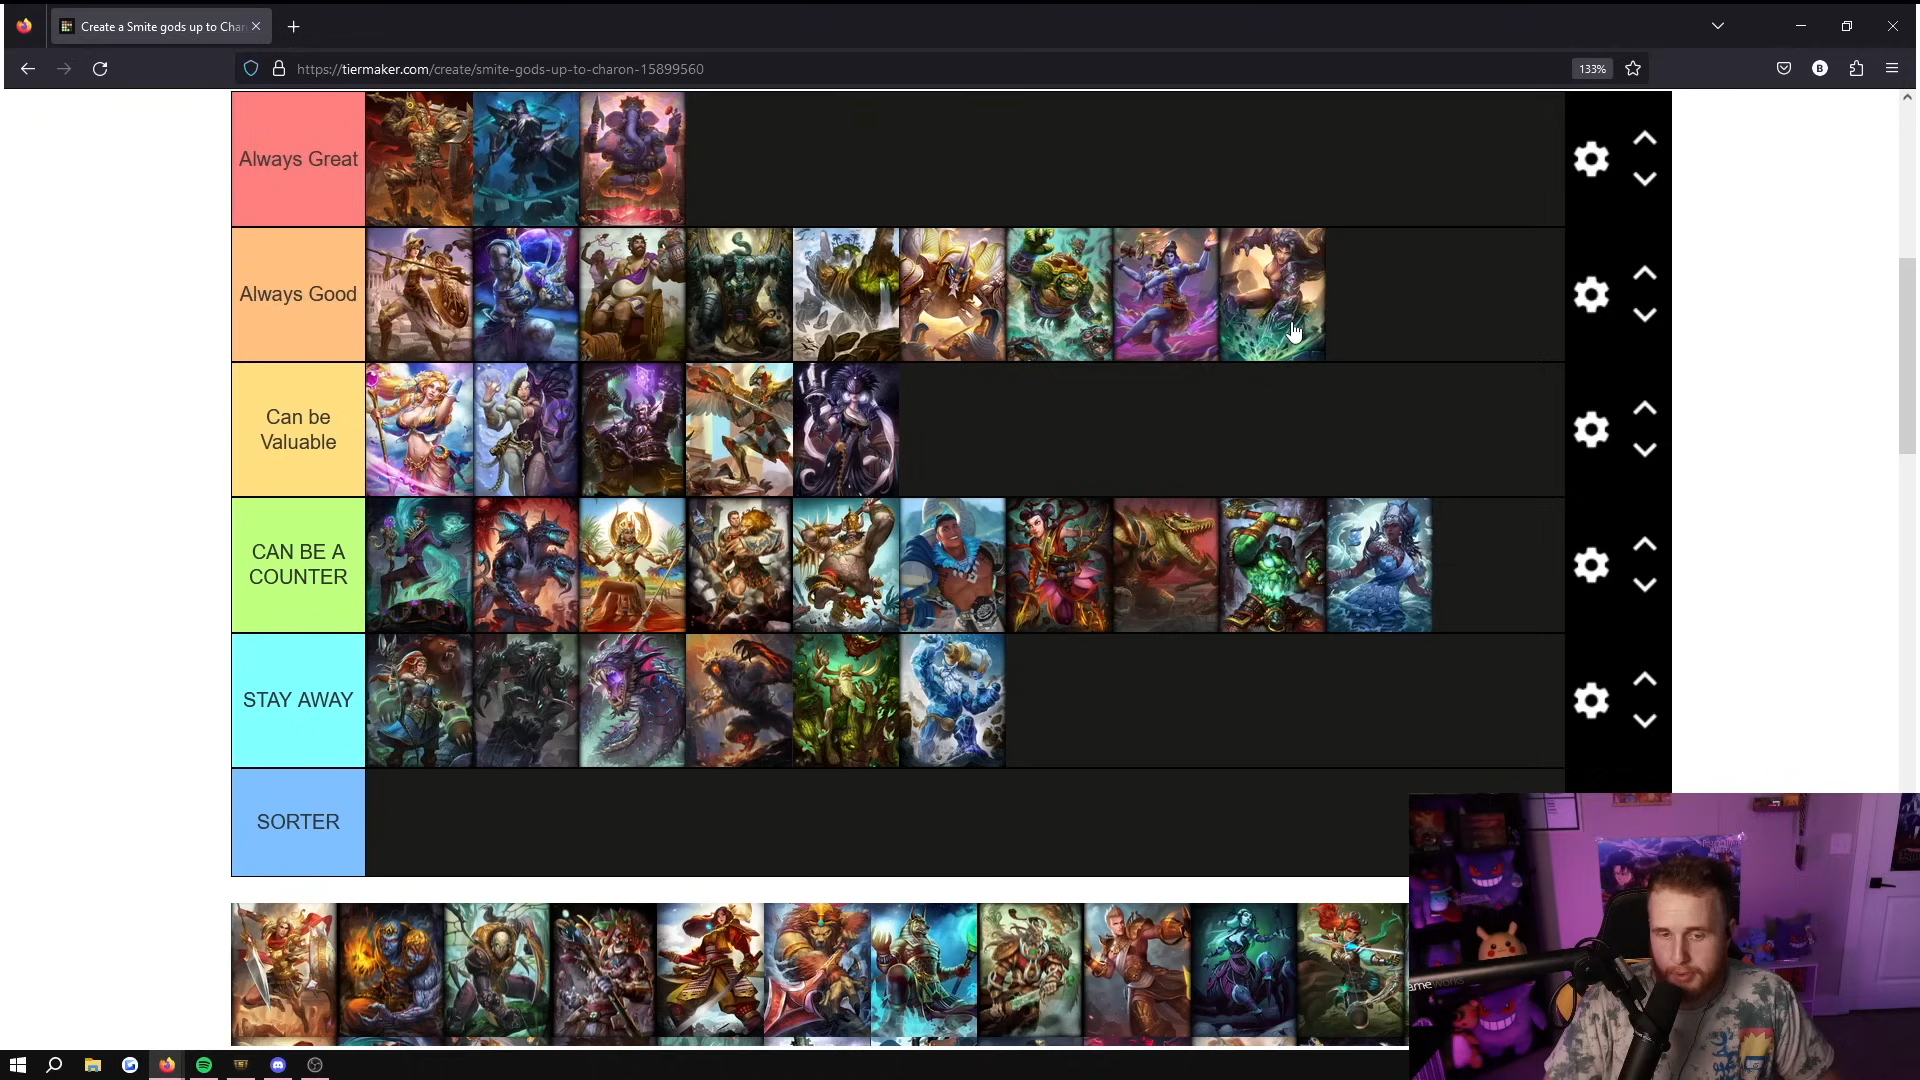 Create a Smite gods up to Char
https://tiermaker.com/create/smite-gods-up-to-charon-15899560
133%
B
Always Great
Always Good
Can be
Valuable
CAN BE A
COUNTER
STAY AWAY
SORTER